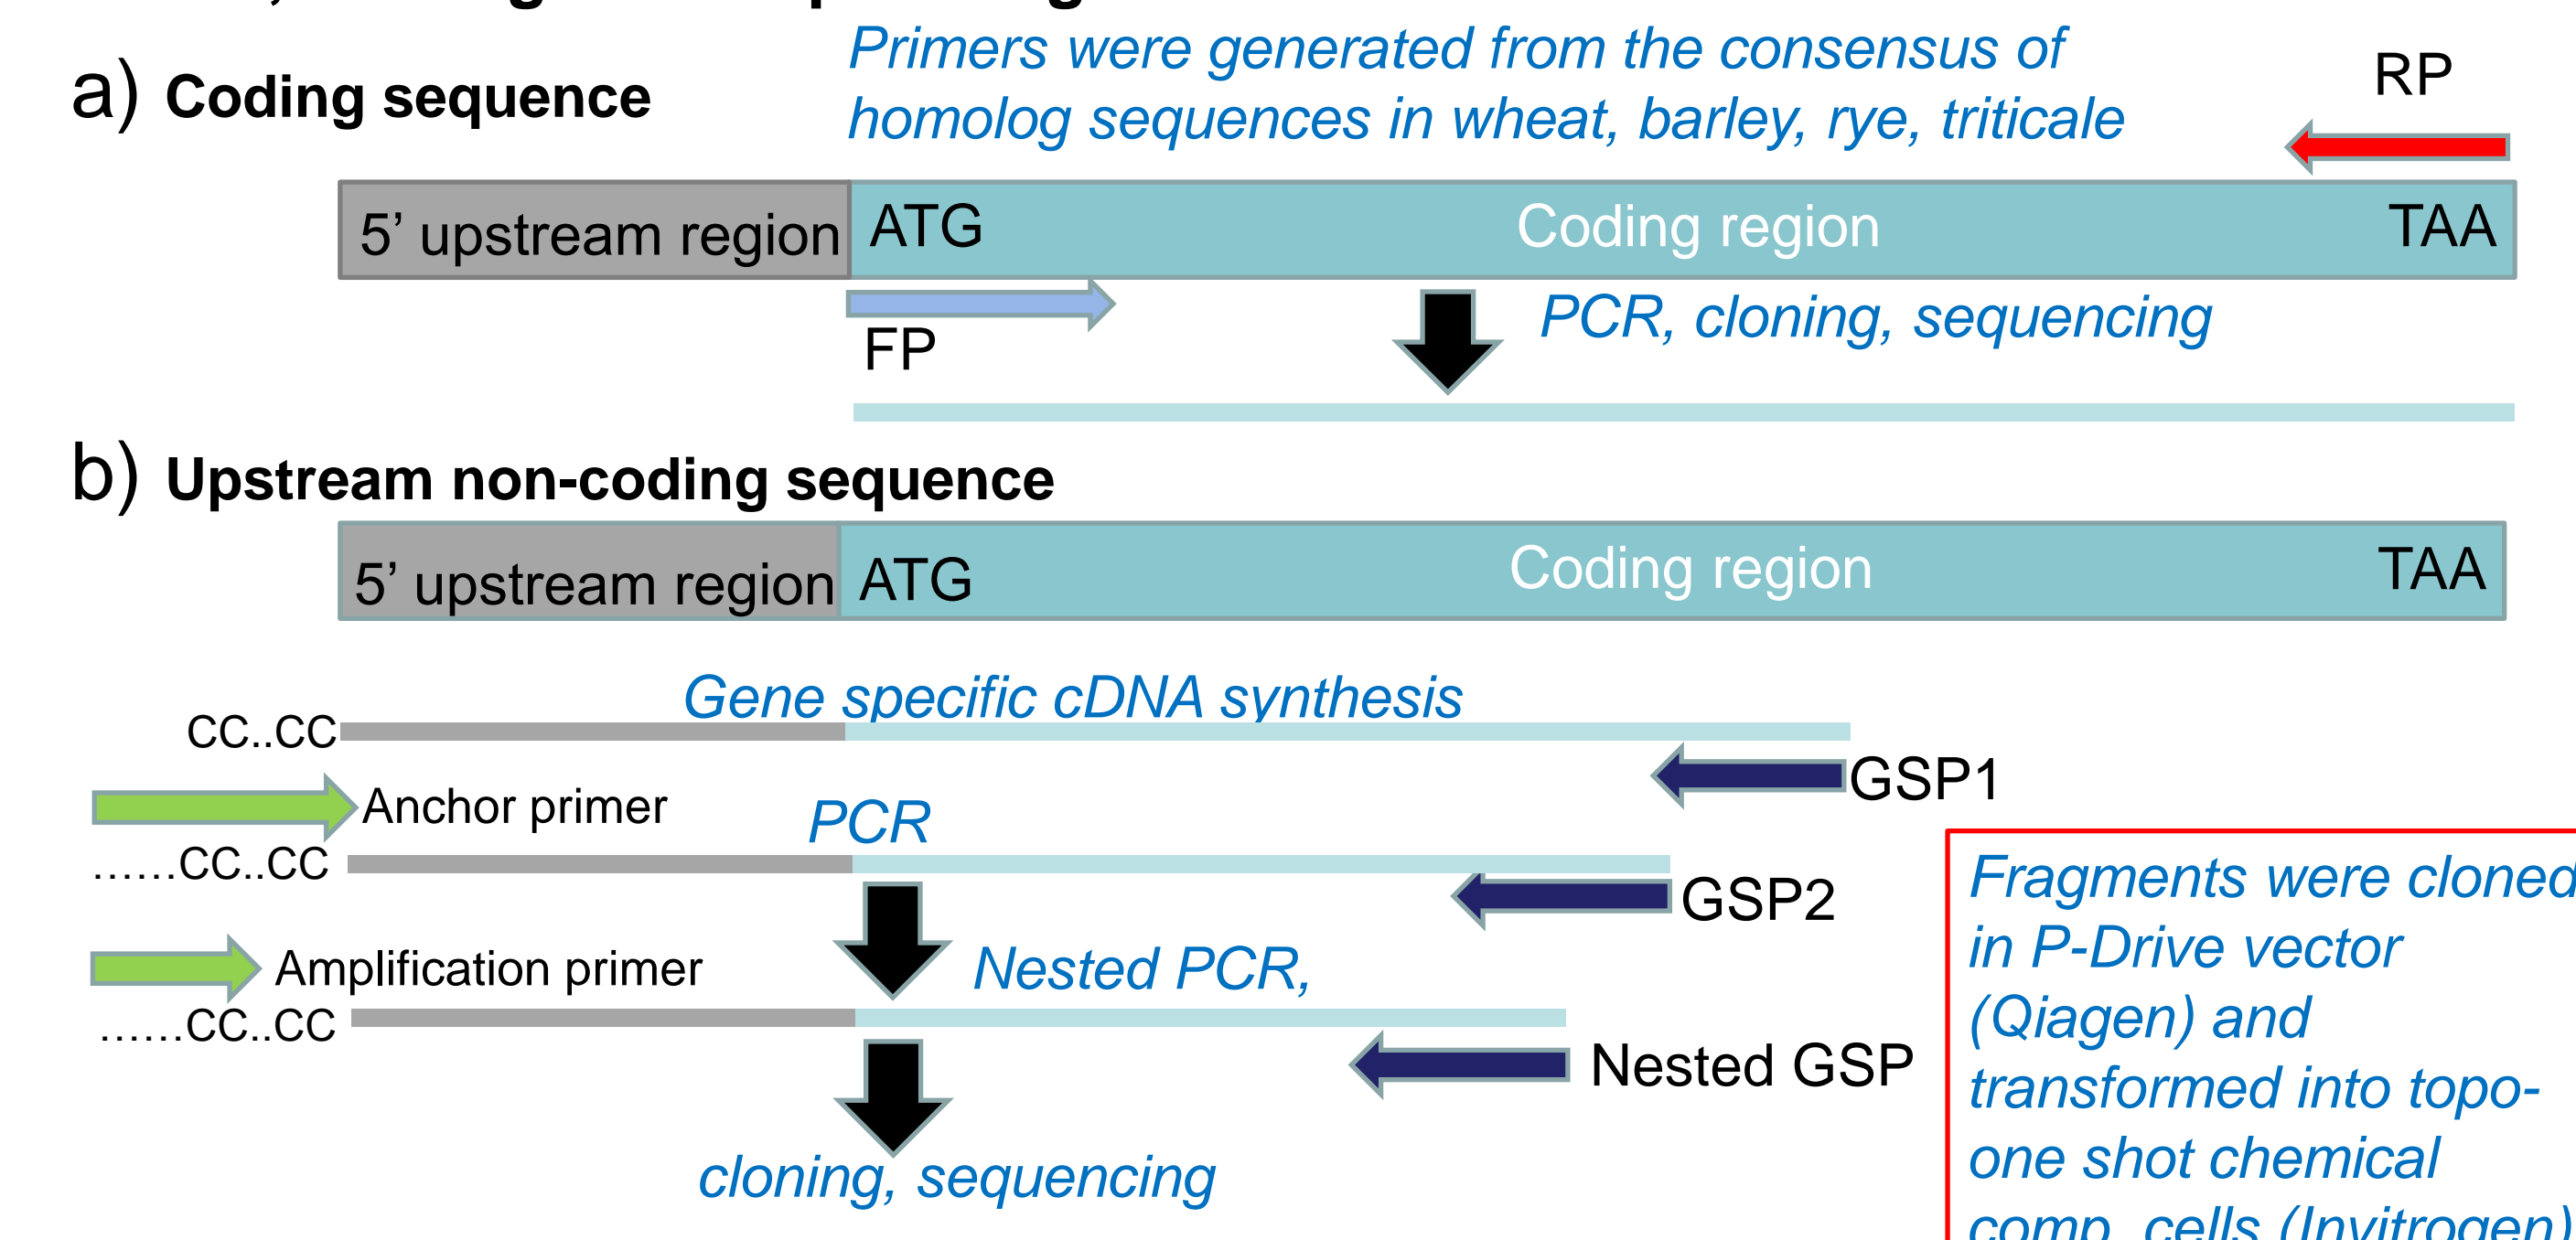 Primers were generated from the consensus of
homolog sequences in wheat, barley, rye, triticale
RP
a) Coding sequence
5’ upstream region
ATG
Coding region
TAA
FP
PCR, cloning, sequencing
b) Upstream non-coding sequence
5’ upstream region
ATG
Coding region
TAA
Gene specific cDNA synthesis
CC..CC
GSP1
Anchor primer
PCR
......CC..CC
GSP2
Amplification primer
Nested PCR,
......CC..CC
Nested GSP
cloning, sequencing
Fragments were cloned
in P-Drive vector
(Qiagen) and
transformed into topo-
one shot chemical
comp. cells (Invitrogen)